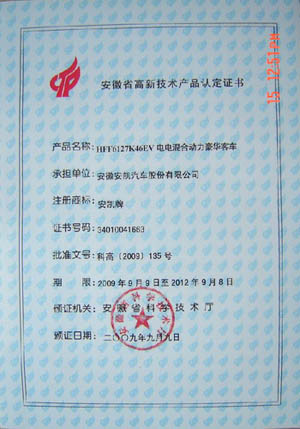 安徽省高新技术产品认定证书
产品名称: HFF6127K46EV 电电混合动力豪华客车
承担单位: 安徽安凯汽车股份有限公司
注册商标: 安凯牌
证书号码: 34010041663
批准文号: 科高〔2009〕135号
期 限: 2009年9月9日至2012年9月8日
颁证机关: 安徽省科学技术厅
颁证日期: 二〇〇九年九月九日